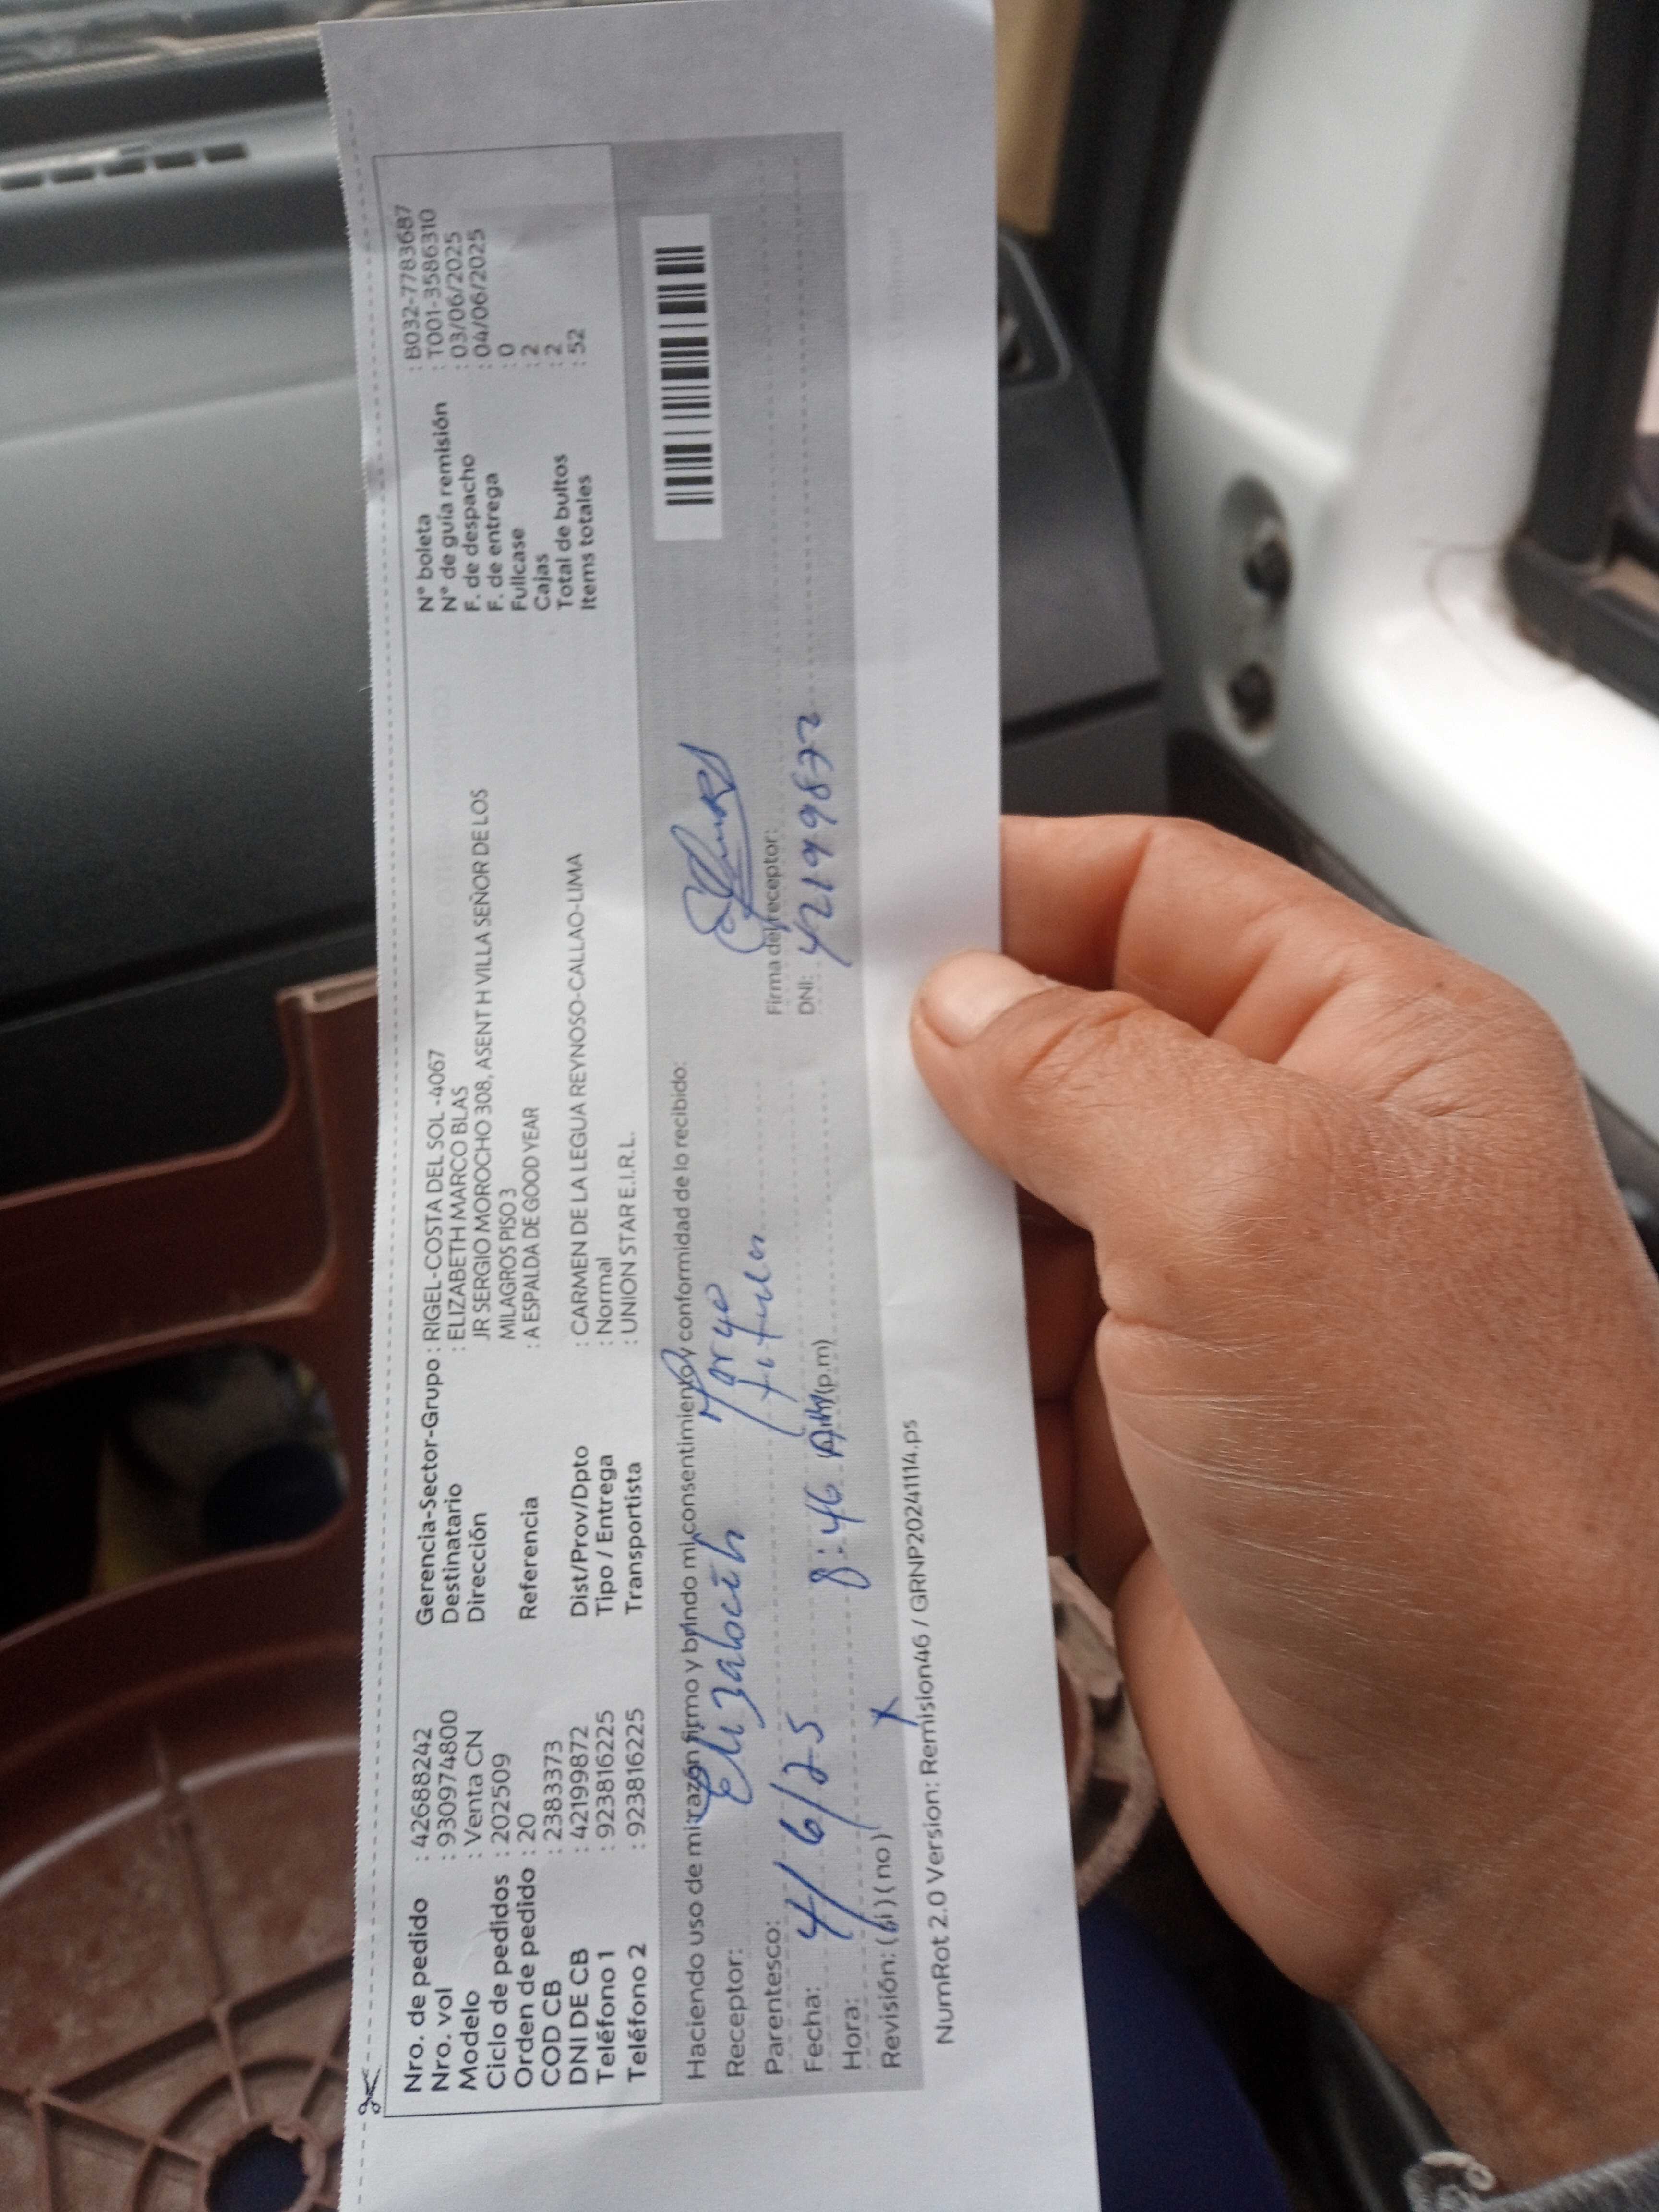 Nro. de pedido : 42688242
Nro. vol : 930974800
Modelo : Venta CN
Ciclo de pedidos : 202509
Orden de pedido : 20
COD CB : 2383373
DNI DE CB : 42199872
Teléfono 1 : 923816225
Teléfono 2 : 923816225
Gerencia-Sector-Grupo : RIGEL-COSTA DEL SOL -4067
Destinatario : ELIZABETH MARCO BLAS
Dirección JR SERGIO MOROCHO 308, ASENT H VILLA SEÑOR DE LOS
MILAGROS PISO 3
Referencia : A ESPALDA DE GOOD YEAR
Dist/Prov/Dpto : CARMEN DE LA LEGUA REYNOSO-CALLAO-LIMA
Tipo / Entrega : Normal
Transportista : UNION STAR E.I.R.L.
N° boleta : B032-7783687
N° de guía remisión : T001-3586310
F. de despacho : 03/06/2025
F. de entrega : 04/06/2025
Fullcase : 0
Cajas : 2
Total de bultos : 2
Items totales : 52
Haciendo uso de mi razón firmo y brindo mi consentimiento y conformidad de lo recibido:
Receptor: Elizabeth
Parentesco:
Fecha: 4/6/25
Hora: 8:46 (p.m)
Revisión: (si) (no) X
Firma del receptor:
DNI: 42199872
NumRot 2.0 Version: Remision46 / GRNP20241114.ps